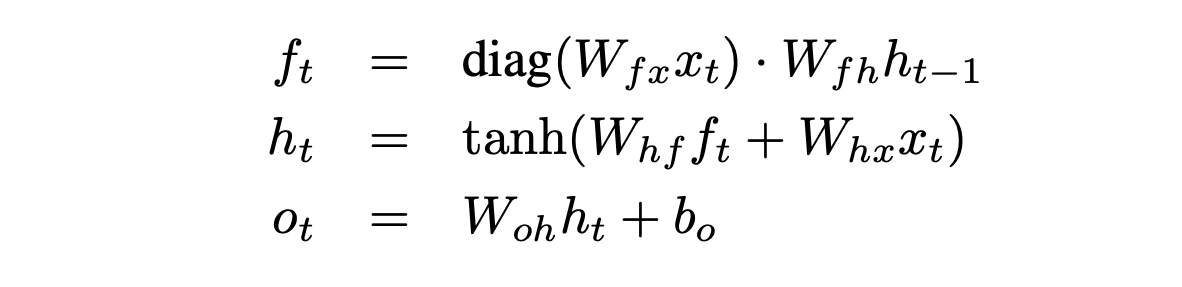 f_t = diag(W_{fx}x_t) · W_{fh}h_{t−1}
h_t = tanh(W_{hf}f_t + W_{hx}x_t)
o_t = W_{oh}h_t + b_o